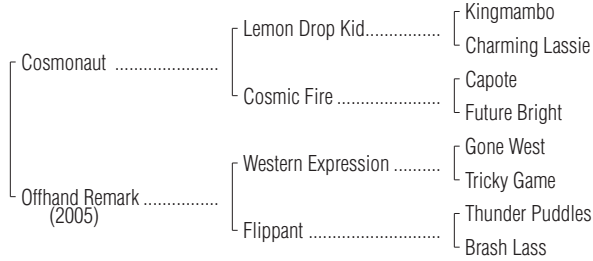 Kingmambo
Lemon Drop Kid.................
Charming Lassie
Cosmonaut .......................
Capote
Cosmic Fire .......................
Future Bright
Gone West
Western Expression ..........
Tricky Game
Offhand Remark ................
(2005)
Thunder Puddles
Flippant .............................
Brash Lass